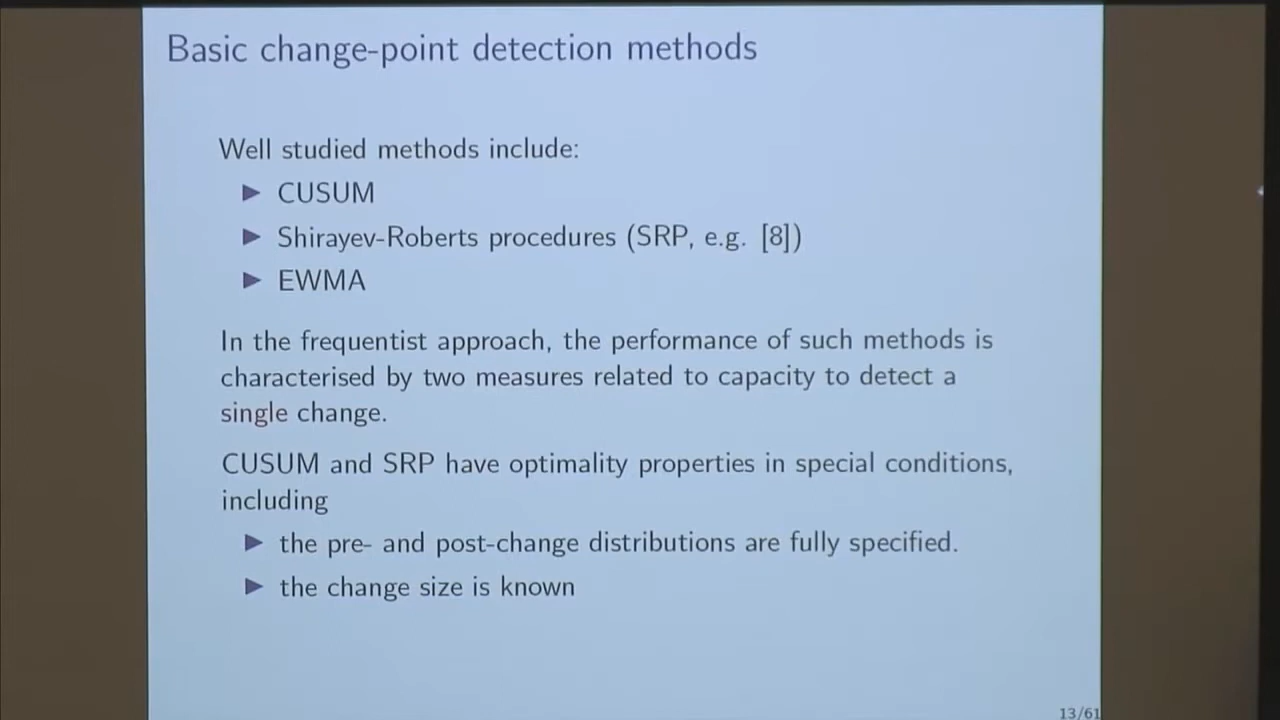 Basic change-point detection methods
Well studied methods include:
CUSUM
Shirayev-Roberts procedures (SRP, e.g. [8])
EWMA
In the frequentist approach, the performance of such methods is
characterised by two measures related to capacity to detect a
single change.
CUSUM and SRP have optimality properties in special conditions,
including
the pre- and post-change distributions are fully specified.
the change size is known
13/61